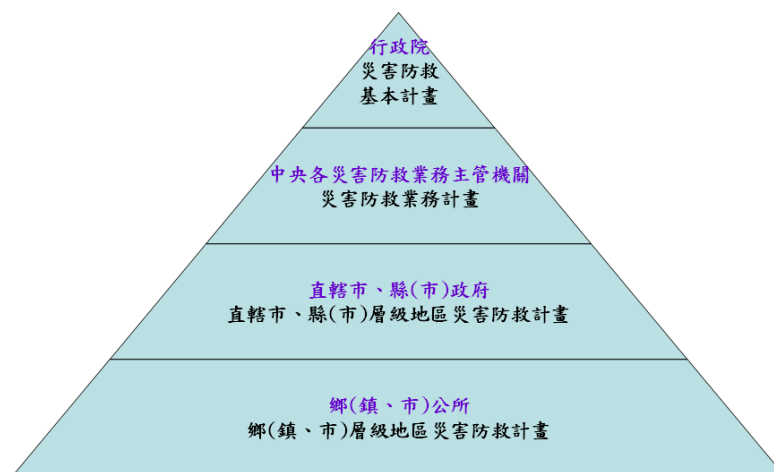 行政院
災害防救
基本計畫
中央各災害防救業務主管機關
災害防救業務計畫
直轄市、縣(市)政府
直轄市、縣(市)層級地區災害防救計畫
鄉(鎮、市)公所
鄉(鎮、市)層級地區災害防救計畫